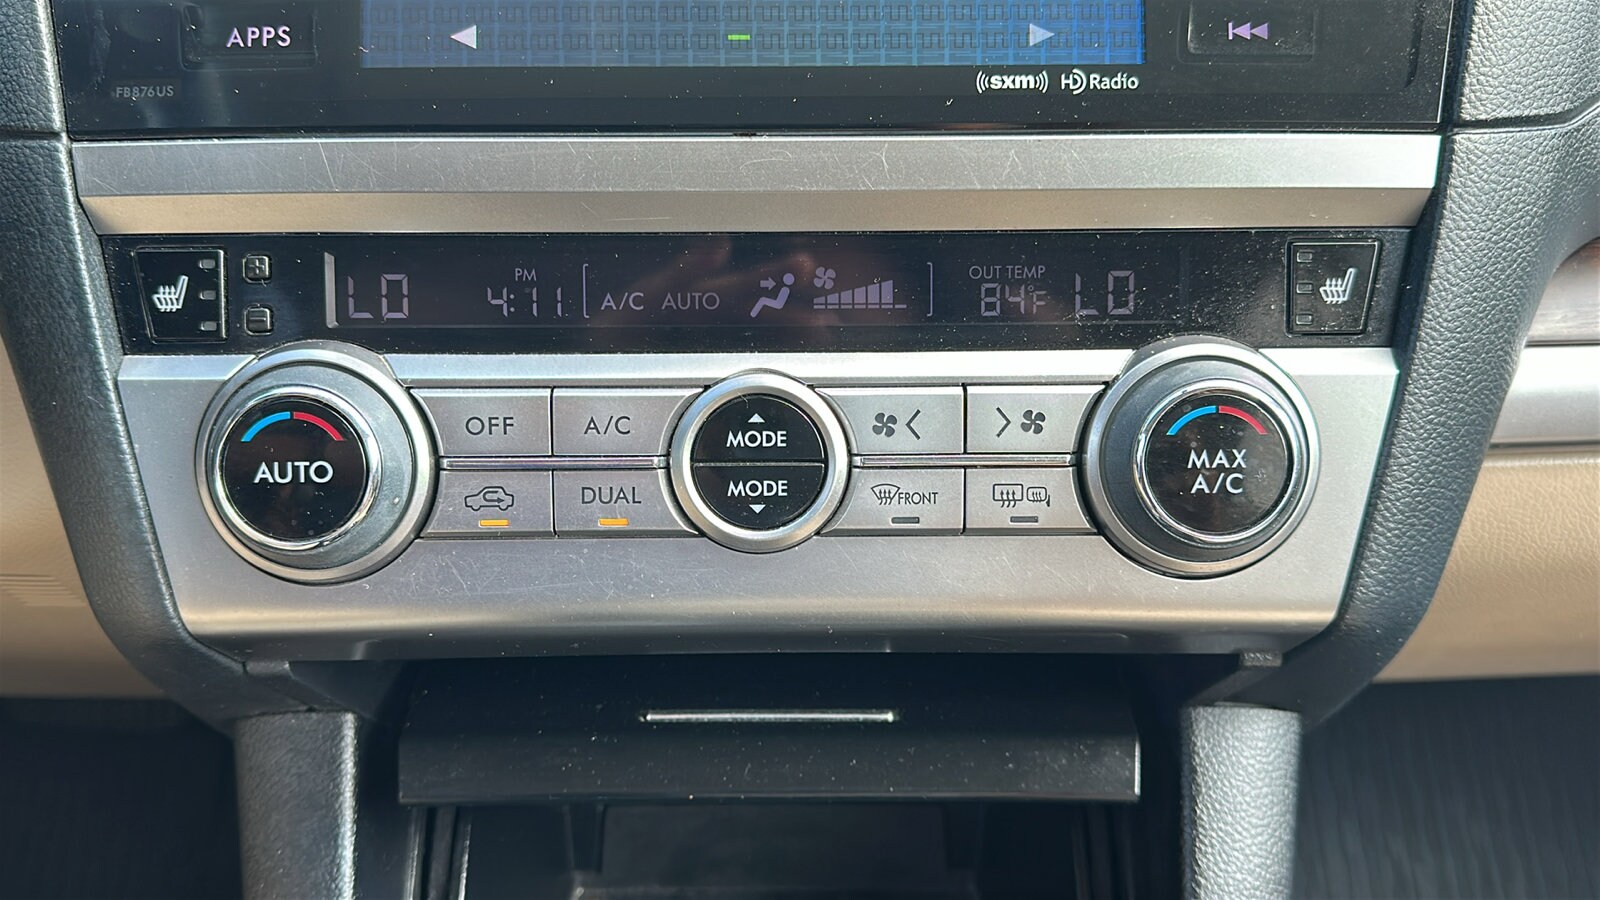 APPS
FB876US
((sxm)) HD Radio
LO PM 4:11 A/C AUTO OUT TEMP 84°F LO
OFF A/C MODE
AUTO MAX A/C
DUAL MODE FRONT